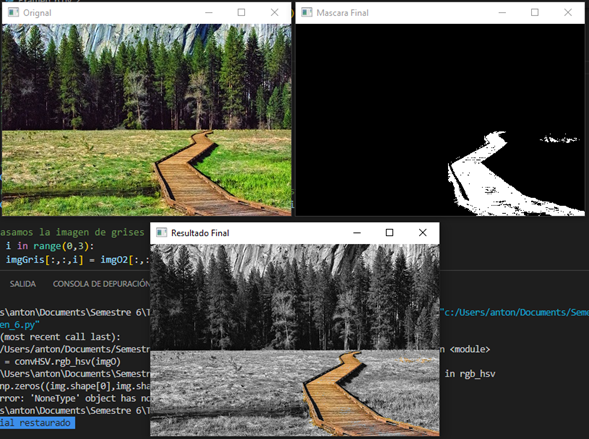 Orignal
Mascara Final
asamos la imagen de grises
i in range(0,3):
imgGris[:,:,i] = imgO2[:,:
Resultado Final
SALIDA
CONSOLA DE DEPURACIÓN
s\anton\Documents\Semestre 6\T
"c:/Users/anton/Documents/Seme
en_6.py"
(most recent call last):
/Users/anton/Documents/Semestr
n <module>
= convHSV.rgb_hsv(imgO)
\Users\anton\Documents\Semestr
in rgb_hsv
np.zeros((img.shape[0],img.sha
rror: 'NoneType' object has no
s\anton\Documents\Semestre 6\T
ial restaurado